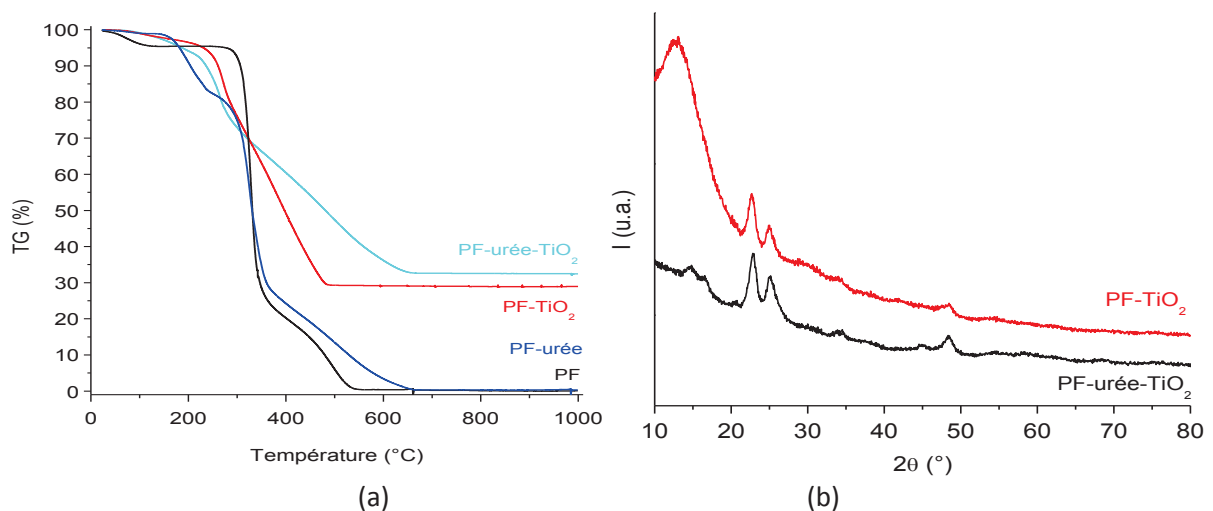 100
90
80
70
60
50
40
30
20
10
0
TG (%)
PF-urée-TiO₂
PF-TiO₂
PF-urée
PF
0 200 400 600 800 1000
Température (°C)
(a)
I (u.a.)
PF-TiO₂
PF-urée-TiO₂
10 20 30 40 50 60 70 80
2θ (°)
(b)